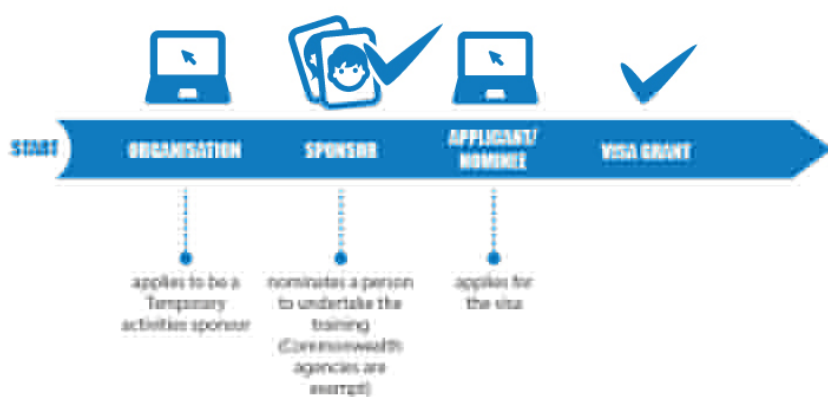 START
ORGANISATION
SPONSOR
APPLICANT/
NOMINEE
VISA GRANT
applies to be a
Temporary
activities sponsor
nominates a person
to undertake the
training
(Commonwealth
agencies are
exempt)
applies for
the visa